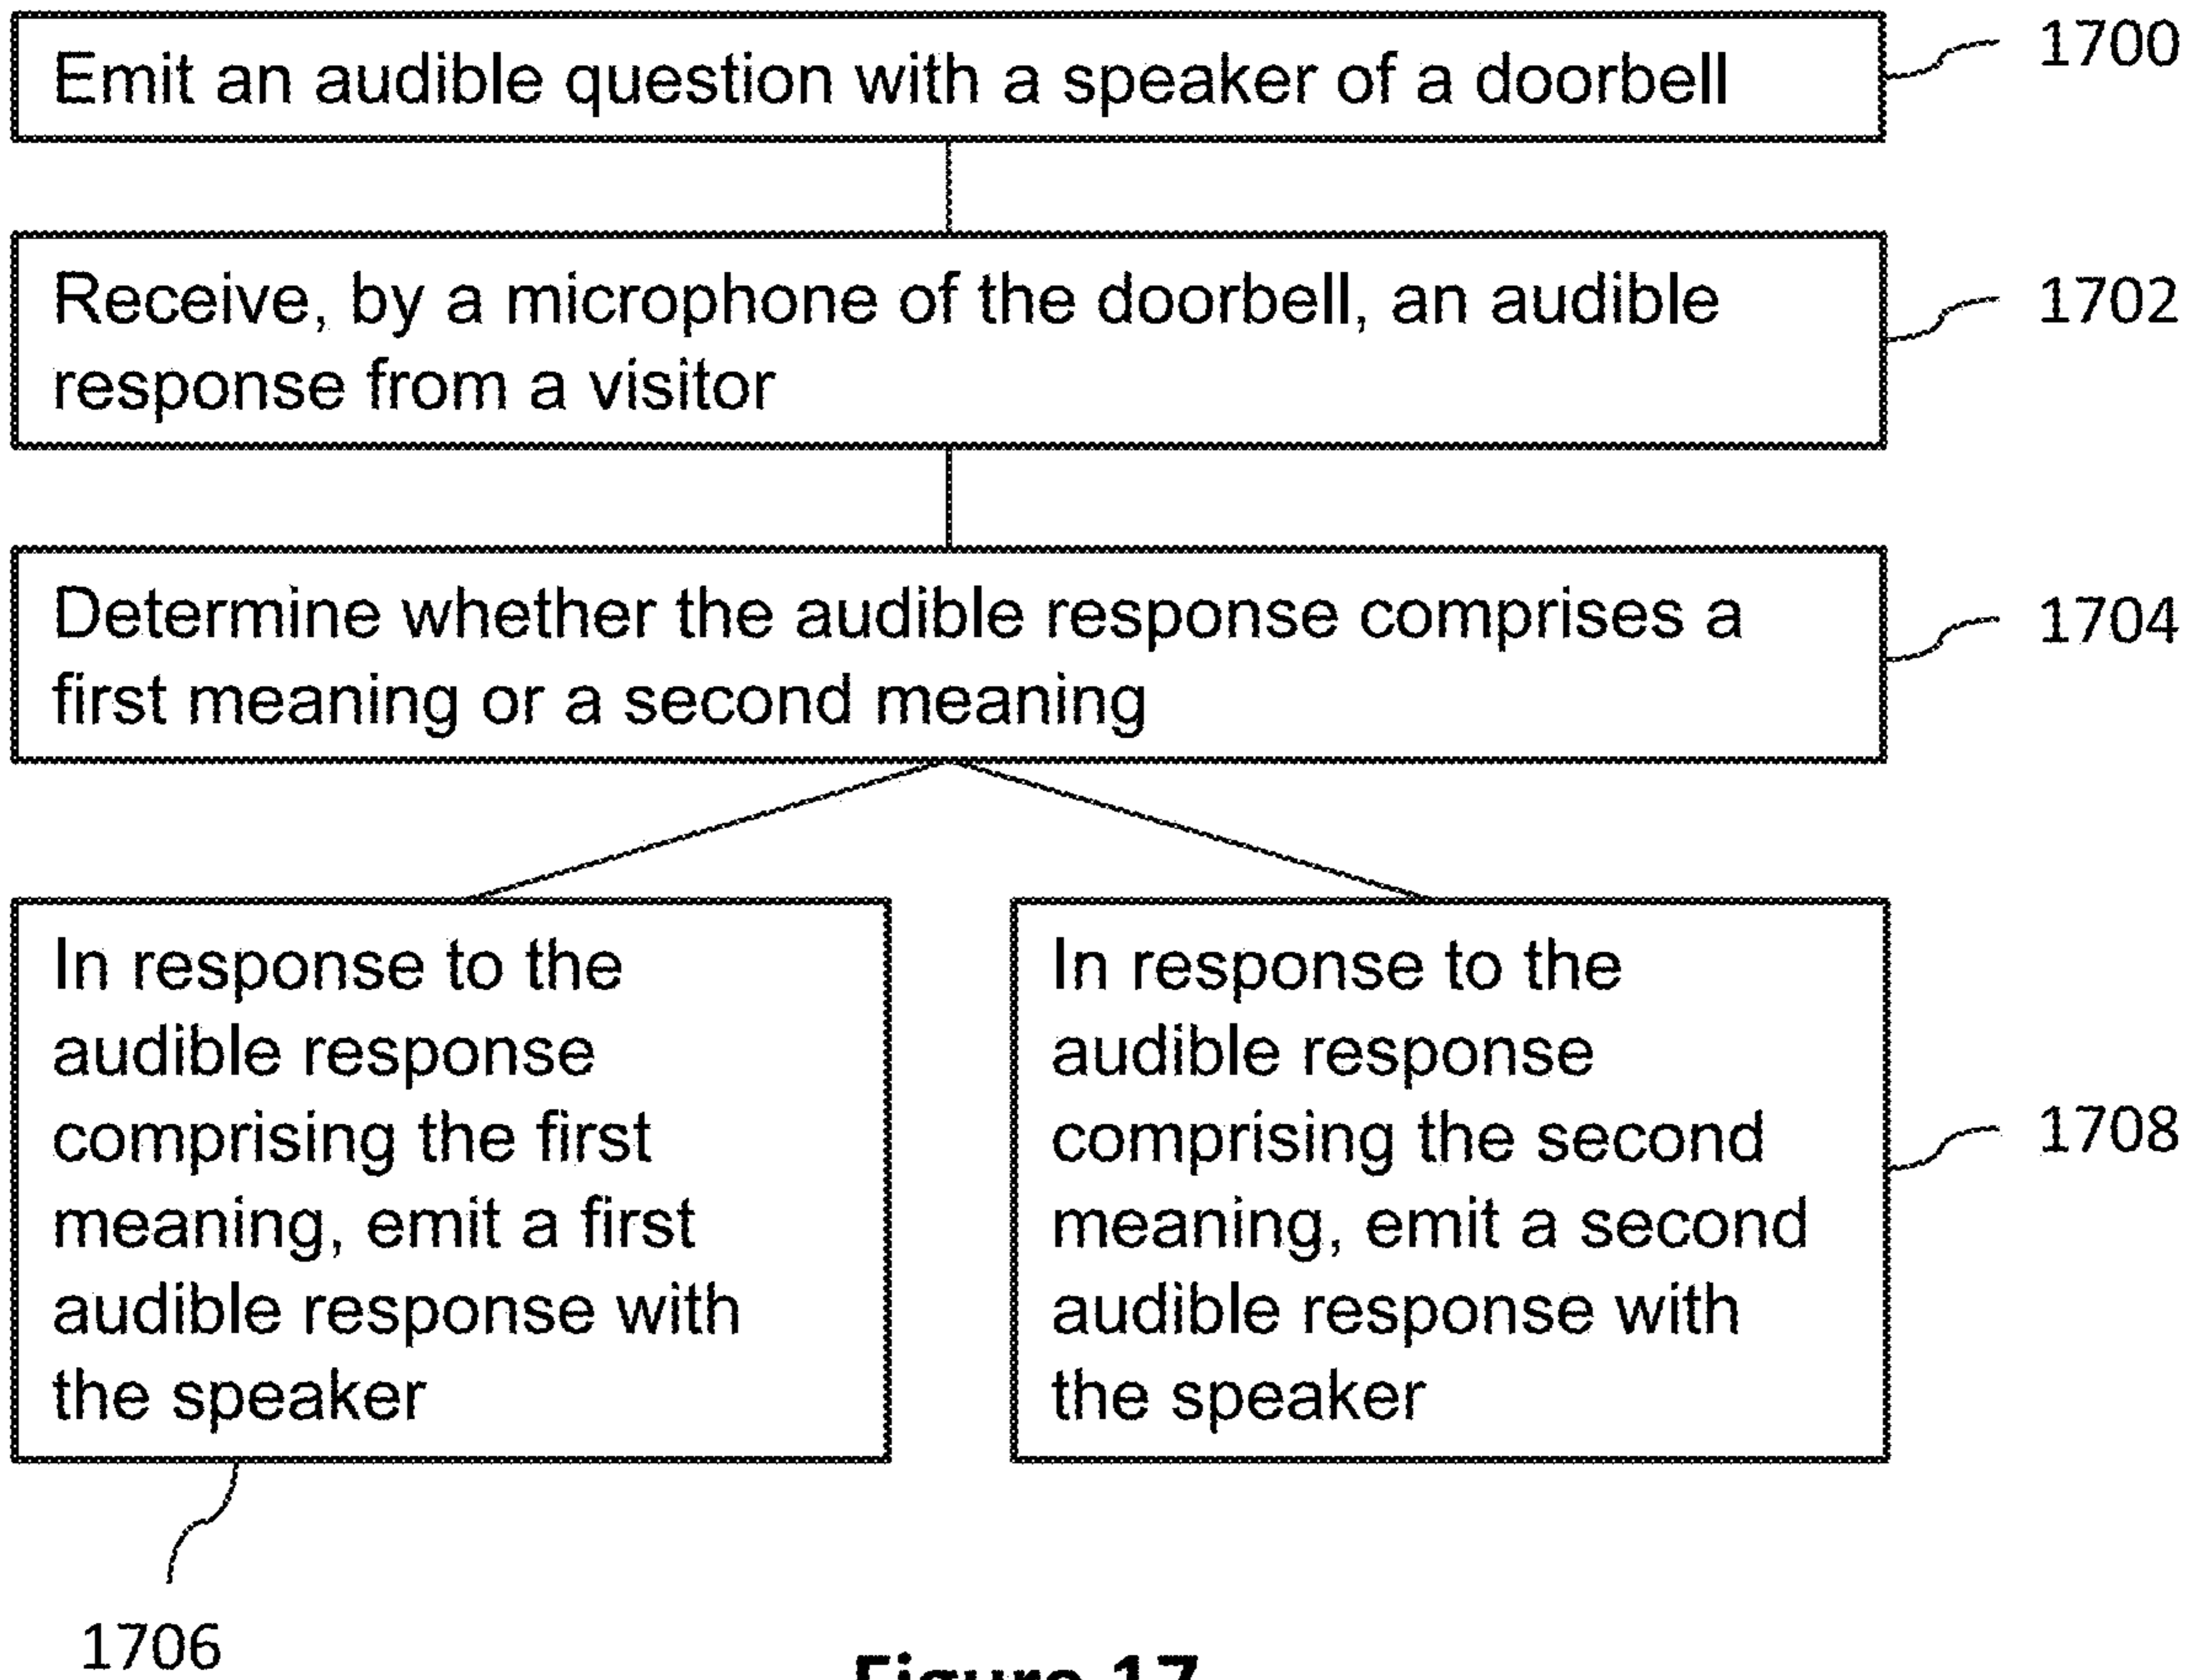 Emit an audible question with a speaker of a doorbell
1700
Receive, by a microphone of the doorbell, an audible
response from a visitor
1702
Determine whether the audible response comprises a
first meaning or a second meaning
1704
In response to the
audible response
comprising the first
meaning, emit a first
audible response with
the speaker
1706
In response to the
audible response
comprising the second
meaning, emit a second
audible response with
the speaker
1708
Figure 17